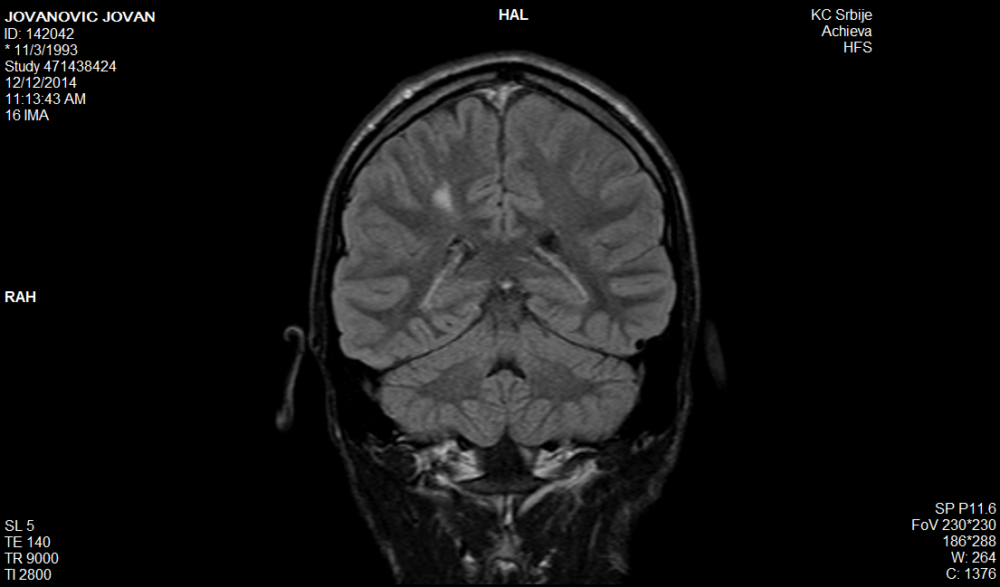 JOVANOVIC JOVAN
ID: 142042
* 11/3/1993
Study 471438424
12/12/2014
11:13:43 AM
16 IMA
HAL
KC Srbije
Achieva
HFS
RAH
SL 5
TE 140
TR 9000
TI 2800
SP P11.6
FoV 230*230
186*288
W: 264
C: 1376